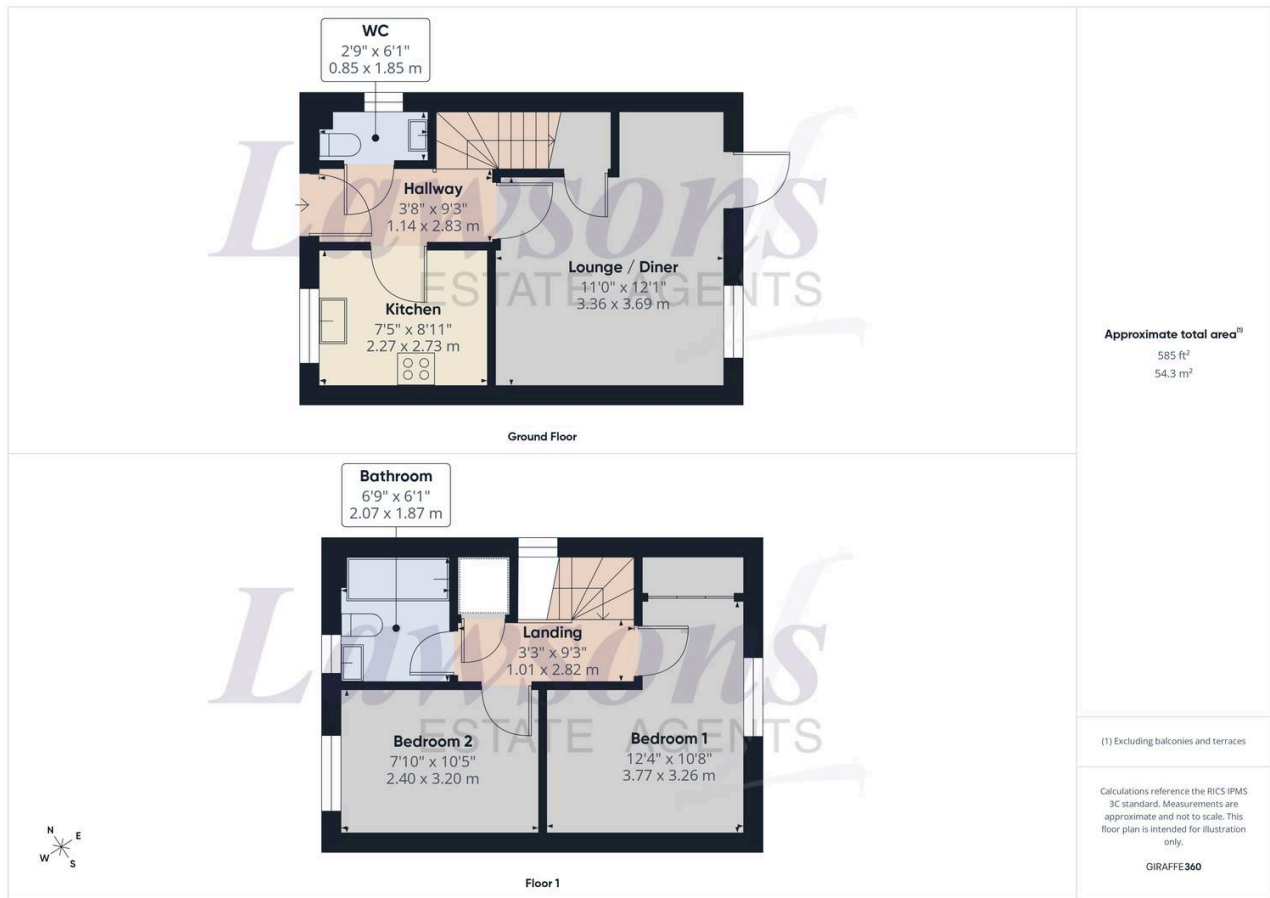 WC
2'9" x 6'1"
0.85 x 1.85 m
Hallway
3'8" x 9'3"
1.14 x 2.83 m
Lounge / Diner
11'0" x 12'1"
3.36 x 3.69 m
Kitchen
7'5" x 8'11"
2.27 x 2.73 m
Lawsons
ESTATE AGENTS
Ground Floor
Bathroom
6'9" x 6'1"
2.07 x 1.87 m
Landing
3'3" x 9'3"
1.01 x 2.82 m
Bedroom 2
7'10" x 10'5"
2.40 x 3.20 m
Bedroom 1
12'4" x 10'8"
3.77 x 3.26 m
Lawsons
ESTATE AGENTS
N
E
W
S
Floor 1
Approximate total area(1)
585 ft²
54.3 m²
(1) Excluding balconies and terraces
Calculations reference the RICS IPMS
3C standard. Measurements are
approximate and not to scale. This
floor plan is intended for illustration
only.
GIRAFFE360